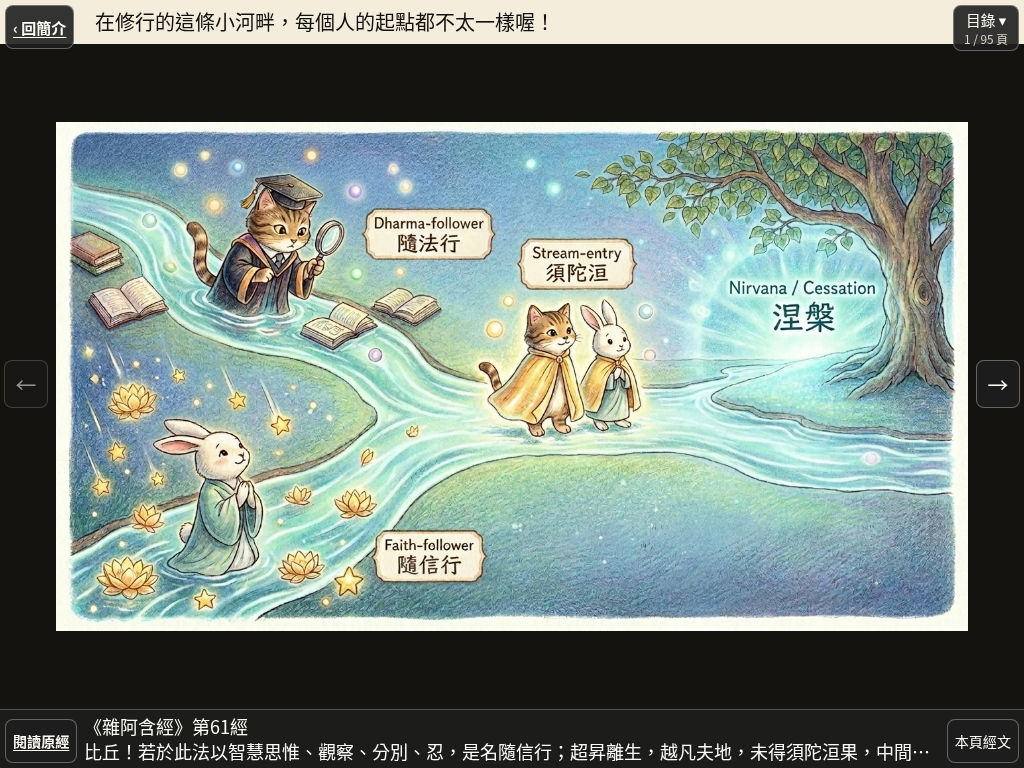 ‹ 回簡介
在修行的這條小河畔，每個人的起點都不太一樣喔！
目錄 ▾
1 / 95 頁
Dharma-follower
隨法行
Stream-entry
須陀洹
Nirvana / Cessation
涅槃
←
→
Faith-follower
隨信行
閱讀原經
《雜阿含經》第61經
比丘！若於此法以智慧思惟、觀察、分別、忍，是名隨信行；超昇離生，越凡夫地，未得須陀洹果，中間⋯
本頁經文